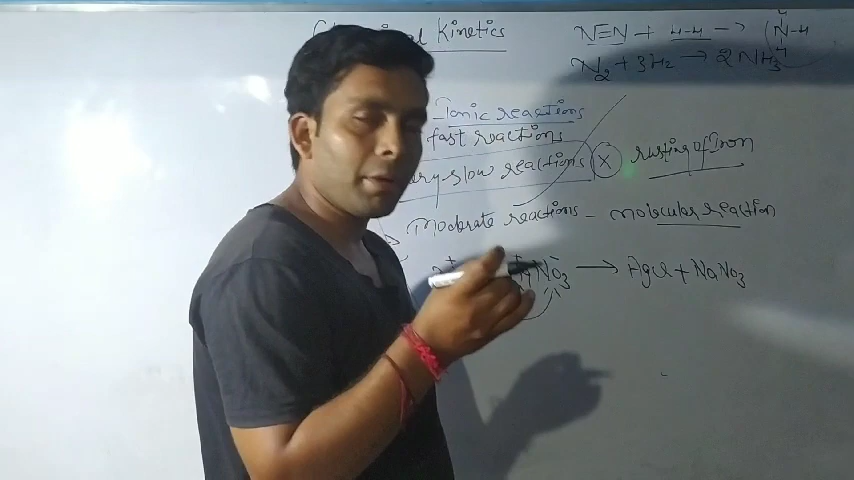 Kinetics
N≡N + H-H → N-H
N2 + 3H2 → 2NH3
Ionic reactions
fast reactions
slow reactions (X) rusting of Iron
Moderate reactions - molecular reaction
NO3 → AgCl + NaNO3